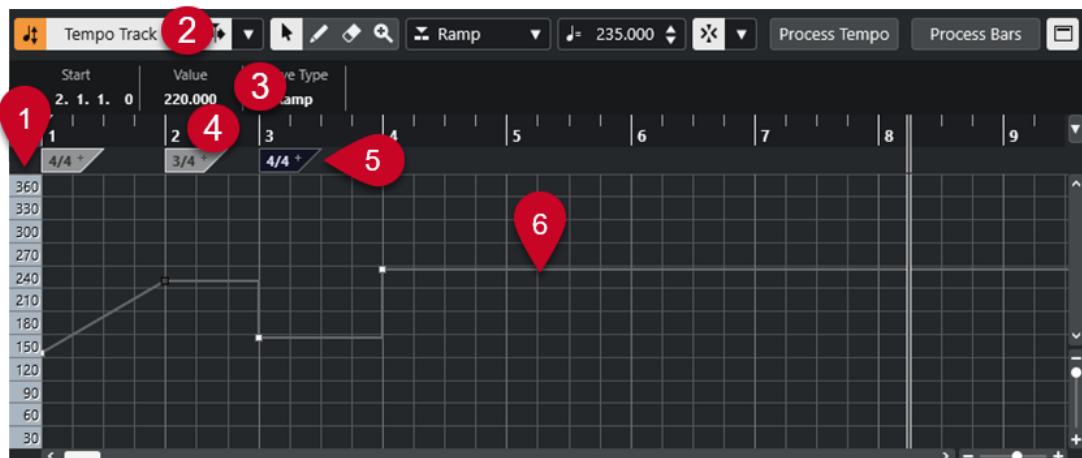 Tempo Track 2 Ramp 235.000 Process Tempo Process Bars
Start Value Type
2. 1. 1. 0 220.000 3
1 1 2 4 3 4 5 6 7 8 9
4/4 + 3/4 + 4/4 + 5
360
330
300
270 6
240
210
180
150
120
90
60
30